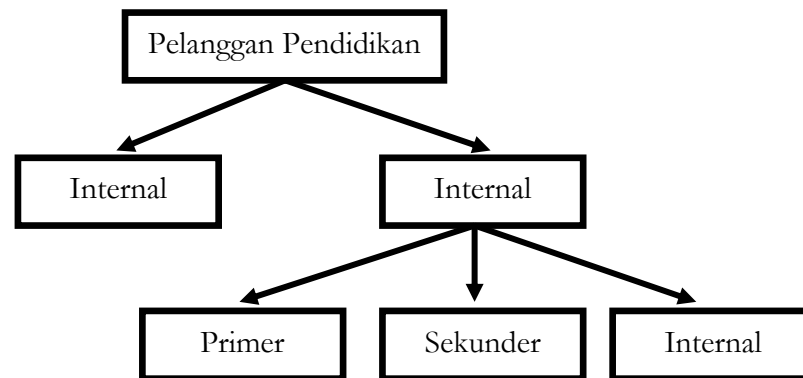 Pelanggan Pendidikan
Internal
Internal
Primer
Sekunder
Internal